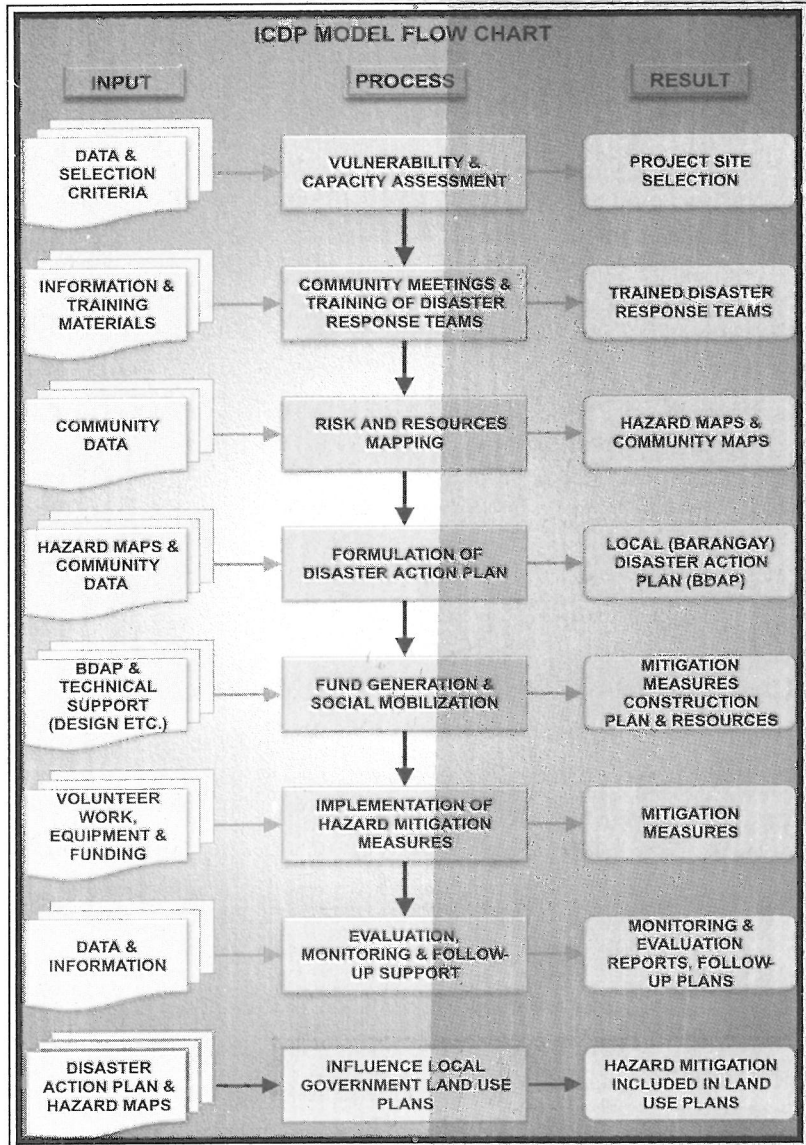 ICDP MODEL FLOW CHART
INPUT
PROCESS
RESULT
DATA &
SELECTION
CRITERIA
VULNERABILITY &
CAPACITY ASSESSMENT
PROJECT SITE
SELECTION
INFORMATION &
TRAINING
MATERIALS
COMMUNITY MEETINGS &
TRAINING OF DISASTER
RESPONSE TEAMS
TRAINED DISASTER
RESPONSE TEAMS
COMMUNITY
DATA
RISK AND RESOURCES
MAPPING
HAZARD MAPS &
COMMUNITY MAPS
HAZARD MAPS &
COMMUNITY
DATA
FORMULATION OF
DISASTER ACTION PLAN
LOCAL (BARANGAY)
DISASTER ACTION
PLAN (BDAP)
BDAP &
TECHNICAL
SUPPORT
(DESIGN ETC.)
FUND GENERATION &
SOCIAL MOBILIZATION
MITIGATION
MEASURES
CONSTRUCTION
PLAN & RESOURCES
VOLUNTEER
WORK,
EQUIPMENT &
FUNDING
IMPLEMENTATION OF
HAZARD MITIGATION
MEASURES
MITIGATION
MEASURES
DATA &
INFORMATION
EVALUATION,
MONITORING & FOLLOW-
UP SUPPORT
MONITORING &
EVALUATION
REPORTS, FOLLOW-
UP PLANS
DISASTER
ACTION PLAN &
HAZARD MAPS
INFLUENCE LOCAL
GOVERNMENT LAND USE
PLANS
HAZARD MITIGATION
INCLUDED IN LAND
USE PLANS